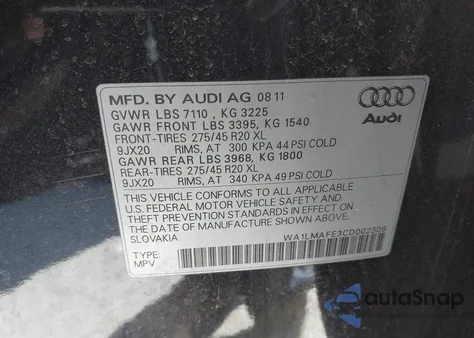 MFD. BY AUDI AG 08 11
GVWR LBS 7110 , KG 3225
GAWR FRONT LBS 3395, KG 1540
FRONT-TIRES 275/45 R20 XL
9JX20 RIMS, AT 300 KPA 44 PSI COLD
GAWR REAR LBS 3968, KG 1800
REAR-TIRES 275/45 R20 XL
9JX20 RIMS, AT 340 KPA 49 PSI COLD
THIS VEHICLE CONFORMS TO ALL APPLICABLE
U.S. FEDERAL MOTOR VEHICLE SAFETY AND
THEFT PREVENTION STANDARDS IN EFFECT ON
THE DATE OF MANUFACTURE SHOWN ABOVE.
SLOVAKIA
WA1LMAFE3CD002308
TYPE:
MPV
Audi
autoSnap